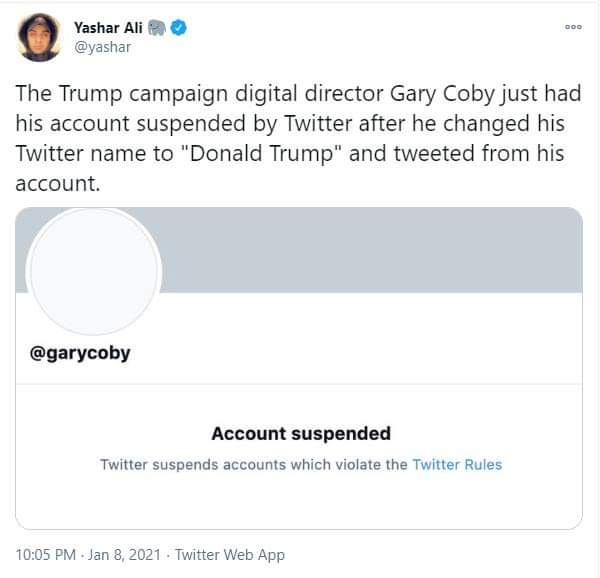 Yashar Ali 🐘
@yashar
The Trump campaign digital director Gary Coby just had
his account suspended by Twitter after he changed his
Twitter name to "Donald Trump" and tweeted from his
account.
@garycoby
Account suspended
Twitter suspends accounts which violate the Twitter Rules
10:05 PM · Jan 8, 2021 · Twitter Web App